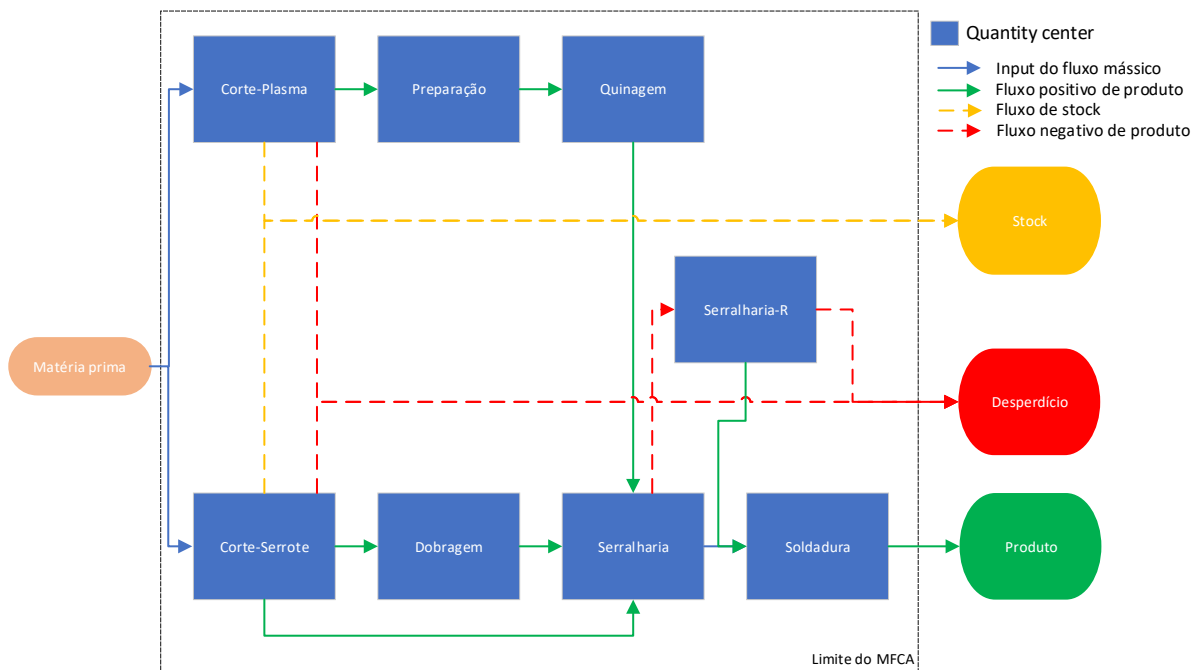 Corte-Plasma
Preparação
Quinagem
Quantity center
Input do fluxo mássico
Fluxo positivo de produto
Fluxo de stock
Fluxo negativo de produto
Stock
Serralharia-R
Matéria prima
Desperdício
Corte-Serrote
Dobragem
Serralharia
Soldadura
Produto
Limite do MFCA